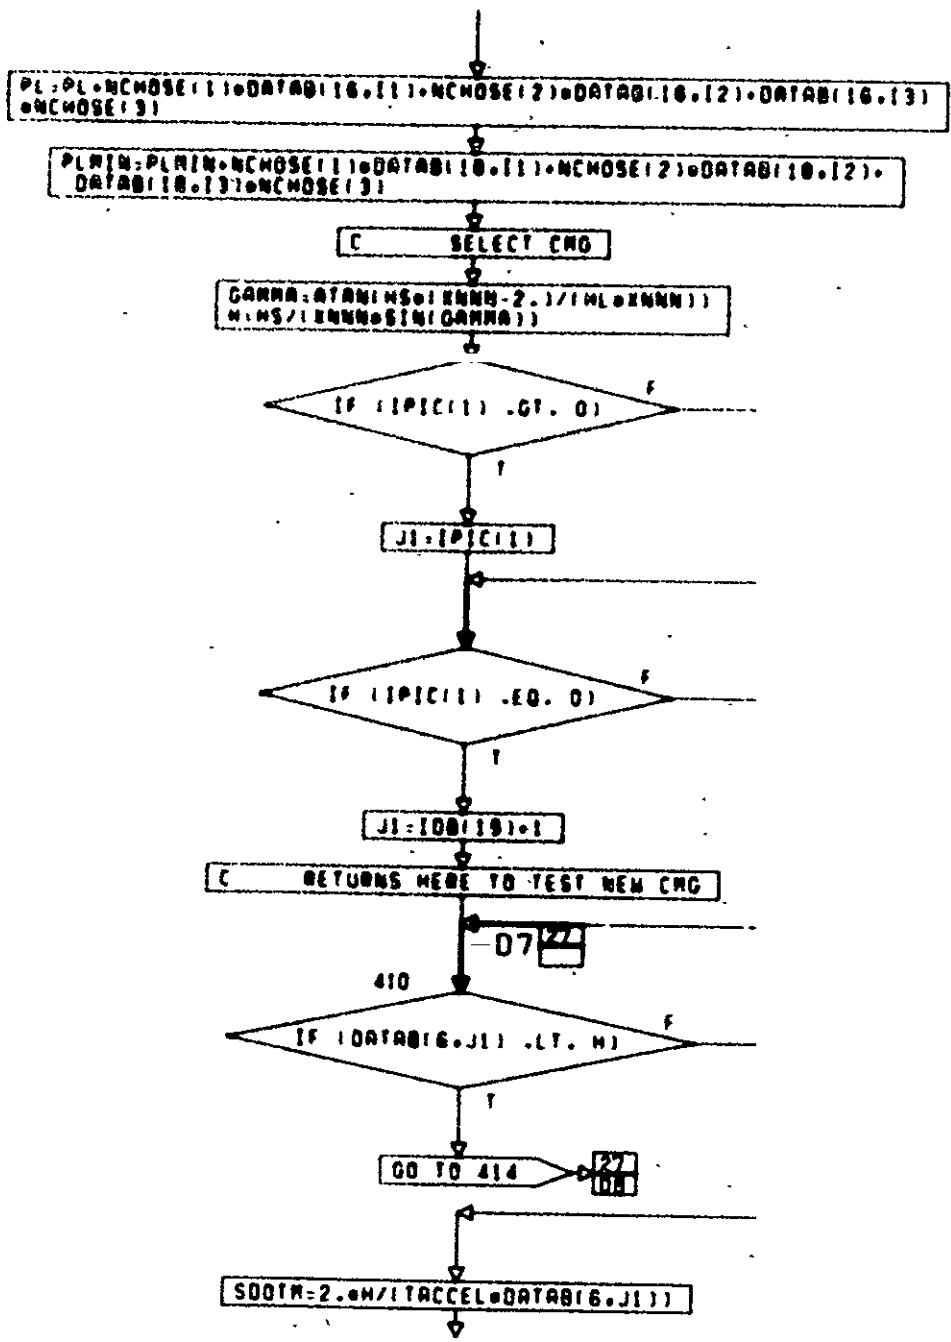 PL=PL+NCHOSE(1)*DATAB(16,I1)+NCHOSE(2)*DATAB(16,I2)+DATAB(16,I3)
*NCHOSE(3)
PLMIN=PLMIN+NCHOSE(1)*DATAB(18,I1)+NCHOSE(2)*DATAB(18,I2)+
DATAB(18,I3)*NCHOSE(3)
C SELECT CMG
GAMMA=ATAN(HS*(XNNN-2.)/(HL*XNNN))
H=HS/(XNNN*SIN(GAMMA))
IF (IPIC(1) .GT. 0)
F
T
J1=IPIC(1)
IF (IPIC(1) .EQ. 0)
F
T
J1=IDB(15)+1
C RETURNS HERE TO TEST NEW CMG
D7 27
410
IF (DATAB(6,J1) .LT. H)
F
T
GO TO 414
27
D8
SDOTM=2.*H/(TACCEL*DATAB(6,J1))